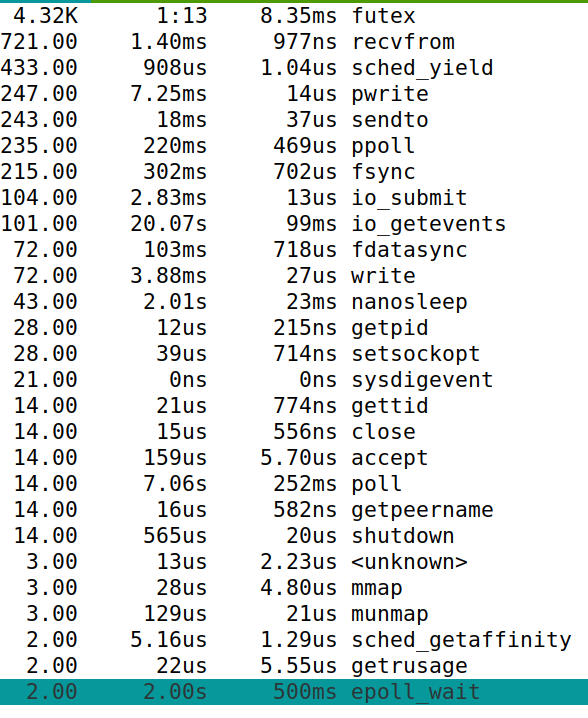 4.32K 1:13 8.35ms futex
721.00 1.40ms 977ns recvfrom
433.00 908us 1.04us sched_yield
247.00 7.25ms 14us pwrite
243.00 18ms 37us sendto
235.00 220ms 469us ppoll
215.00 302ms 702us fsync
104.00 2.83ms 13us io_submit
101.00 20.07s 99ms io_getevents
72.00 103ms 718us fdatasync
72.00 3.88ms 27us write
43.00 2.01s 23ms nanosleep
28.00 12us 215ns getpid
28.00 39us 714ns setsockopt
21.00 0ns 0ns sysdigevent
14.00 21us 774ns gettid
14.00 15us 556ns close
14.00 159us 5.70us accept
14.00 7.06s 252ms poll
14.00 16us 582ns getpeername
14.00 565us 20us shutdown
3.00 13us 2.23us <unknown>
3.00 28us 4.80us mmap
3.00 129us 21us munmap
2.00 5.16us 1.29us sched_getaffinity
2.00 22us 5.55us getrusage
2.00 2.00s 500ms epoll_wait